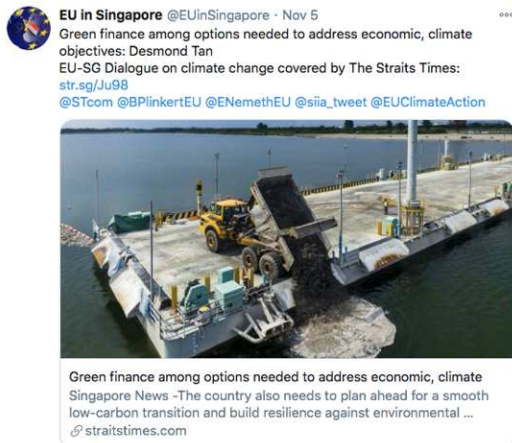 EU in Singapore @EUinSingapore · Nov 5
Green finance among options needed to address economic, climate
objectives: Desmond Tan
EU-SG Dialogue on climate change covered by The Straits Times:
str.sg/Ju98
@STcom @BPlinkertEU @ENemethEU @siia_tweet @EUClimateAction
Green finance among options needed to address economic, climate
Singapore News -The country also needs to plan ahead for a smooth
low-carbon transition and build resilience against environmental ...
straitstimes.com